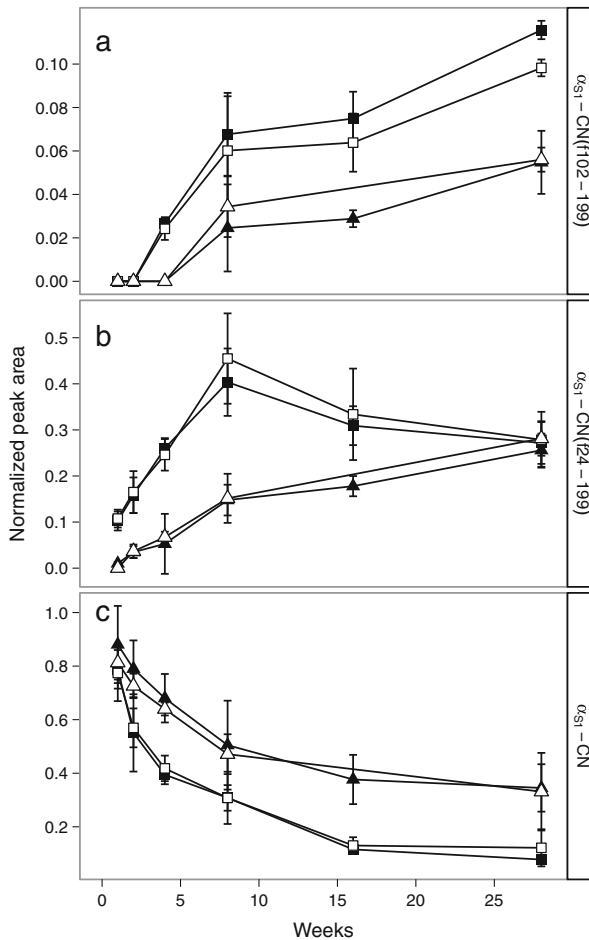 a
0.10
0.08
0.06
0.04
0.02
0.00
αS1−CN(f102−199)
b
0.5
0.4
0.3
0.2
0.1
0.0
αS1−CN(f24−199)
Normalized peak area
c
1.0
0.8
0.6
0.4
0.2
αS1−CN
0 5 10 15 20 25
Weeks